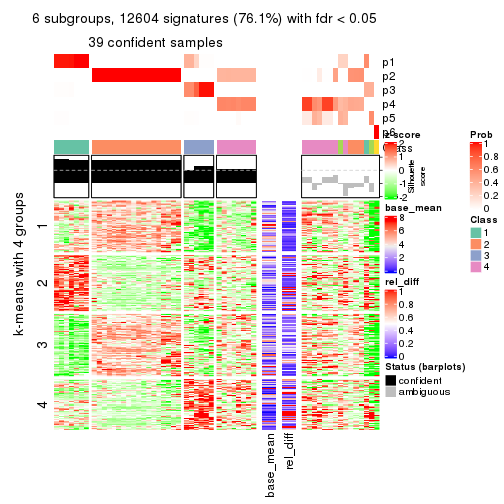 6 subgroups, 12604 signatures (76.1%) with fdr < 0.05
39 confident samples
p1
p2
p3
p4
p5
p6
Class
Silhouette
score
k-means with 4 groups
1
2
3
4
base_mean
rel_diff
z-score
2
1
0
-1
-2
base_mean
8
6
4
2
0
rel_diff
1
0.8
0.6
0.4
0.2
0
Status (barplots)
confident
ambiguous
Prob
1
0.8
0.6
0.4
0.2
0
Class
1
2
3
4